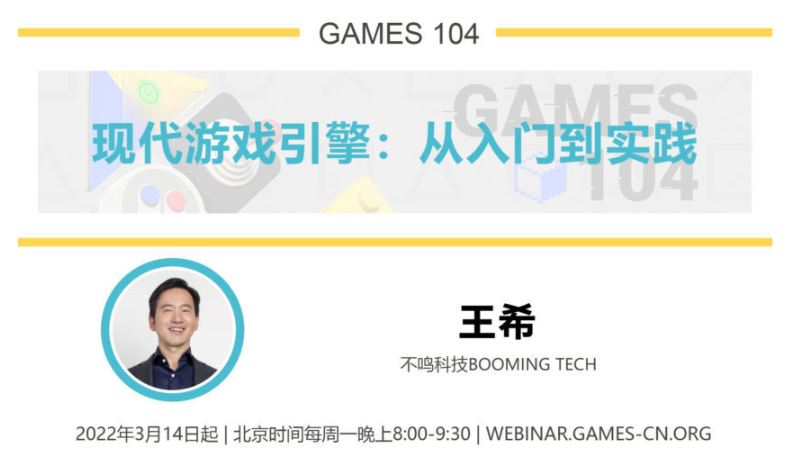 GAMES 104
GAMES
104
现代游戏引擎：从入门到实践
王希
不鸣科技BOOMING TECH
2022年3月14日起 | 北京时间每周一晚上8:00-9:30 | WEBINAR.GAMES-CN.ORG